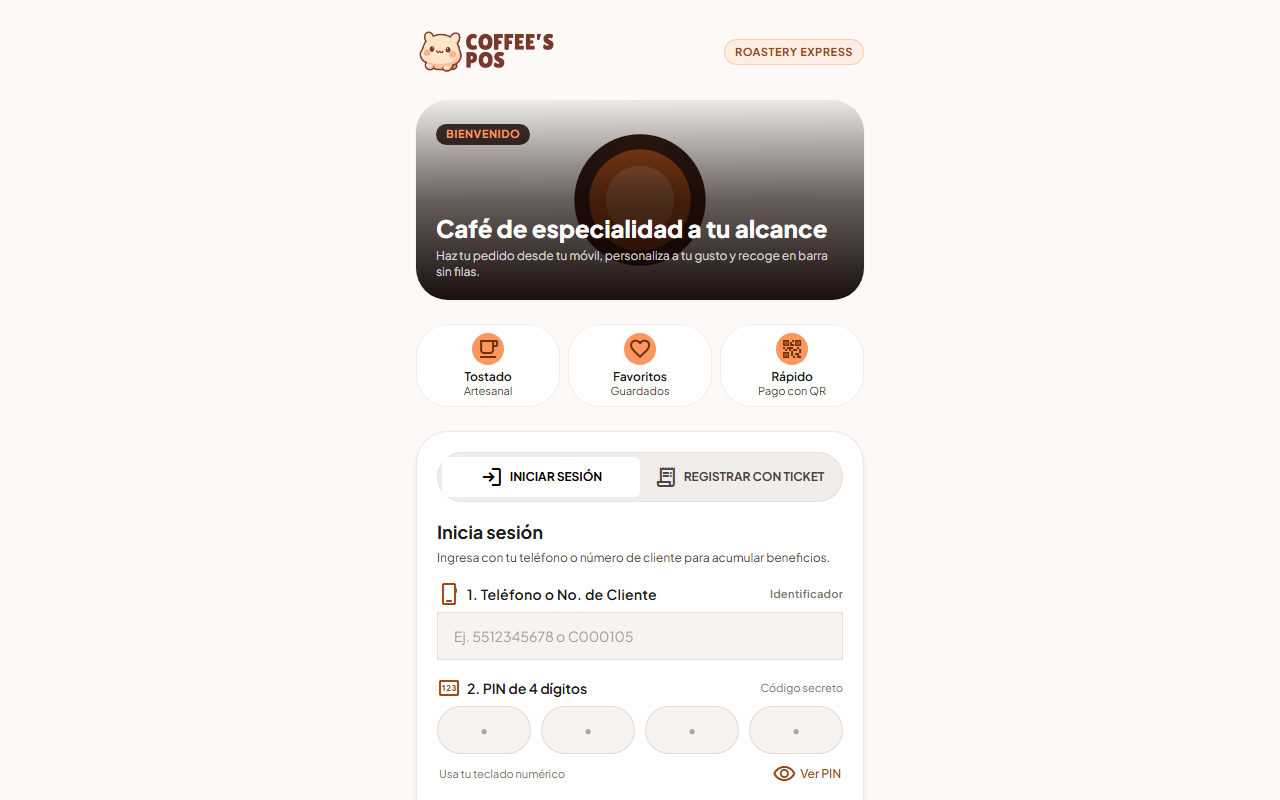 COFFEE'S
POS
ROASTERY EXPRESS
BIENVENIDO
Café de especialidad a tu alcance
Haz tu pedido desde tu móvil, personaliza a tu gusto y recoge en barra
sin filas.
Tostado
Artesanal
Favoritos
Guardados
Rápido
Pago con QR
INICIAR SESIÓN
REGISTRAR CON TICKET
Inicia sesión
Ingresa con tu teléfono o número de cliente para acumular beneficios.
1. Teléfono o No. de Cliente
Identificador
Ej. 5512345678 o C000105
123
2. PIN de 4 dígitos
Código secreto
Usa tu teclado numérico
Ver PIN